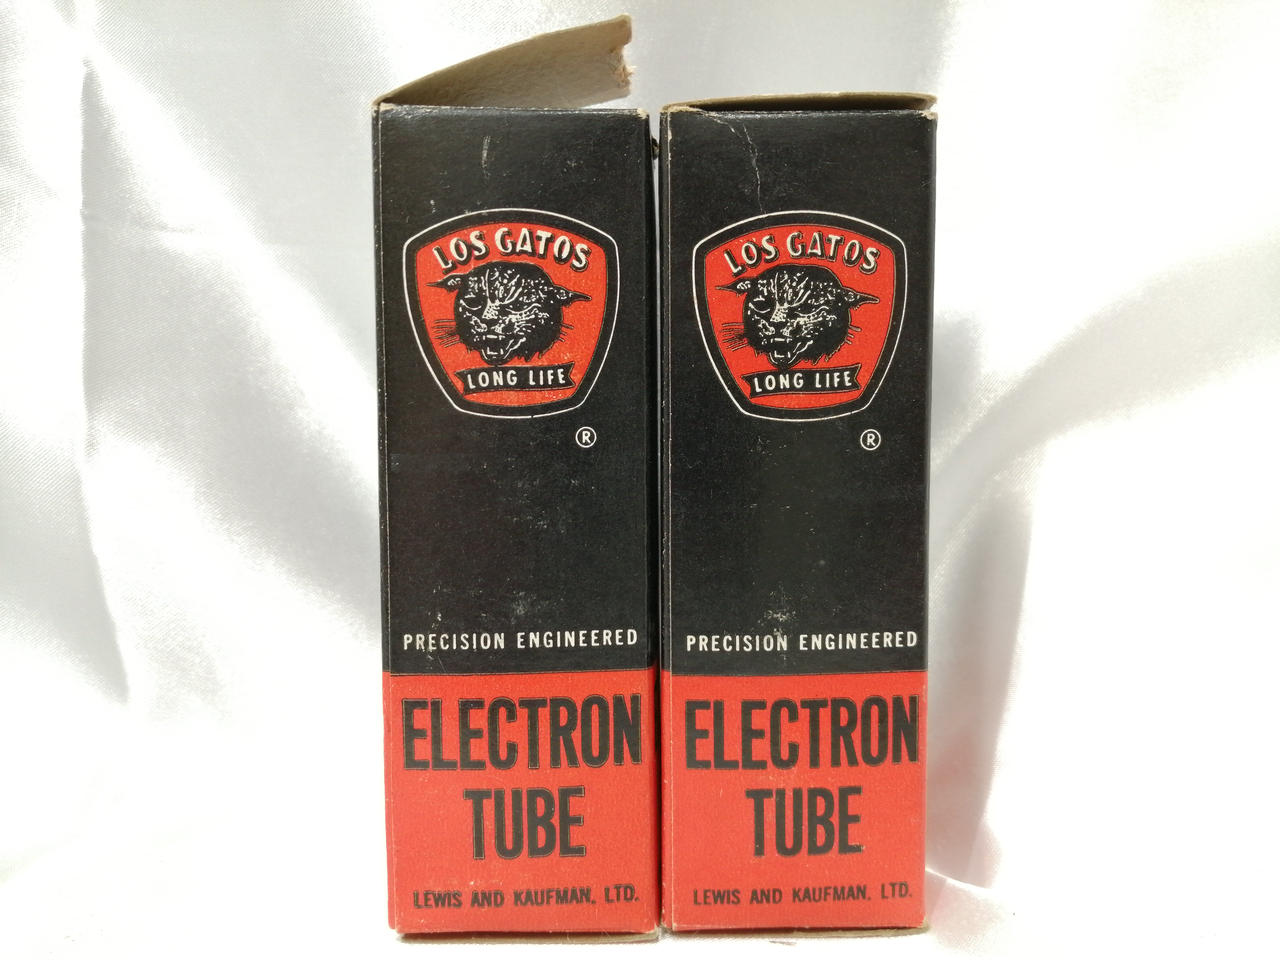 LOS GATOS
LONG LIFE
®
PRECISION ENGINEERED
ELECTRON
TUBE
LEWIS AND KAUFMAN, LTD.
LOS GATOS
LONG LIFE
®
PRECISION ENGINEERED
ELECTRON
TUBE
LEWIS AND KAUFMAN, LTD.